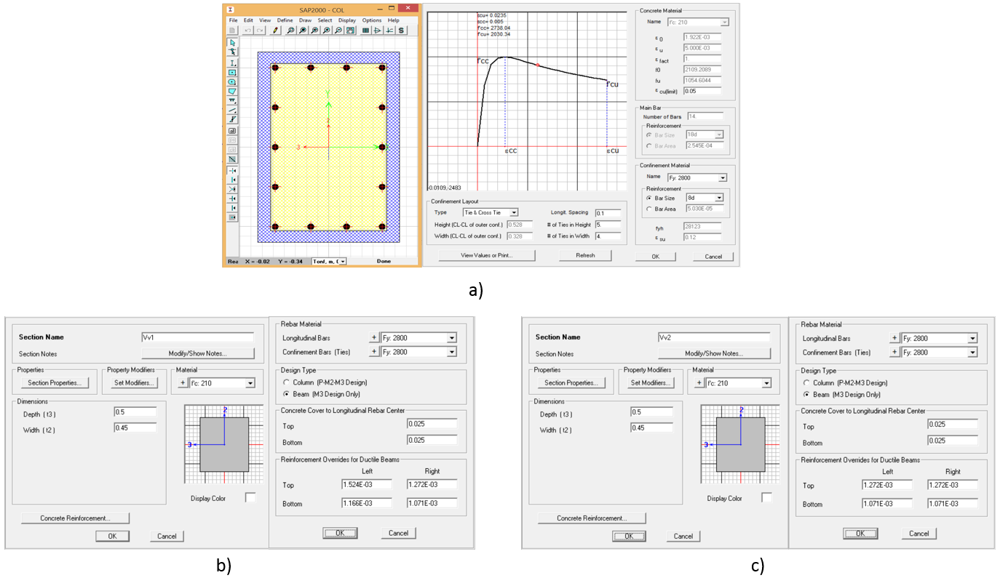 SAP2000 - COL
File Edit View Define Draw Select Display Options Help
Y
2
3
X = -0.02 Y = -0.34 Tonf, m, C Done
εcu= 0.0235
εcc= 0.005
f'cc= 2738.04
f'cu= 2030.34
f'cc
f'cu
εcc
εcu
-0.0109,-2483
Confinement Layout
Type Tie & Cross Tie
Height (CL-CL of outer conf.) 0.528
Width (CL-CL of outer conf.) 0.328
Longit. Spacing 0.1
# of Ties in Height 5.
# of Ties in Width 4.
View Values or Print...
Refresh
Concrete Material
Name f'c: 210
ε 0 1.922E-03
ε u 5.000E-03
ε fact 1.
f0 2109.2089
fu 1054.6044
ε cu(limit) 0.05
Main Bar
Number of Bars 14.
Reinforcement
Bar Size 18d
Bar Area 2.545E-04
Confinement Material
Name Fy: 2800
Reinforcement
Bar Size 8d
Bar Area 5.030E-05
fyh 28123
ε su 0.12
OK Cancel
a)
Section Name Vv1
Section Notes Modify/Show Notes...
Properties
Section Properties...
Property Modifiers
Set Modifiers...
Material
+ f'c: 210
Dimensions
Depth ( t3 ) 0.5
Width ( t2 ) 0.45
2
3
Display Color
Concrete Reinforcement...
OK Cancel
Rebar Material
Longitudinal Bars + Fy: 2800
Confinement Bars (Ties) + Fy: 2800
Design Type
Column (P-M2-M3 Design)
Beam (M3 Design Only)
Concrete Cover to Longitudinal Rebar Center
Top 0.025
Bottom 0.025
Reinforcement Overrides for Ductile Beams
Left Right
Top 1.524E-03 1.272E-03
Bottom 1.166E-03 1.071E-03
OK Cancel
b)
Section Name Vv2
Section Notes Modify/Show Notes...
Properties
Section Properties...
Property Modifiers
Set Modifiers...
Material
+ f'c: 210
Dimensions
Depth ( t3 ) 0.5
Width ( t2 ) 0.45
2
3
Display Color
Concrete Reinforcement...
OK Cancel
Rebar Material
Longitudinal Bars + Fy: 2800
Confinement Bars (Ties) + Fy: 2800
Design Type
Column (P-M2-M3 Design)
Beam (M3 Design Only)
Concrete Cover to Longitudinal Rebar Center
Top 0.025
Bottom 0.025
Reinforcement Overrides for Ductile Beams
Left Right
Top 1.272E-03 1.272E-03
Bottom 1.071E-03 1.071E-03
OK Cancel
c)